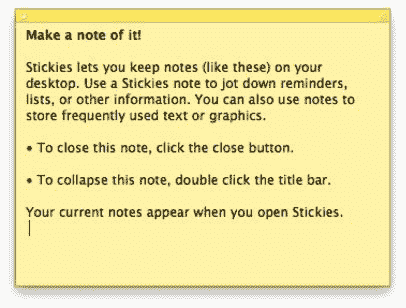 Make a note of it!
Stickies lets you keep notes (like these) on your
desktop. Use a Stickies note to jot down reminders,
lists, or other information. You can also use notes to
store frequently used text or graphics.
• To close this note, click the close button.
• To collapse this note, double click the title bar.
Your current notes appear when you open Stickies.